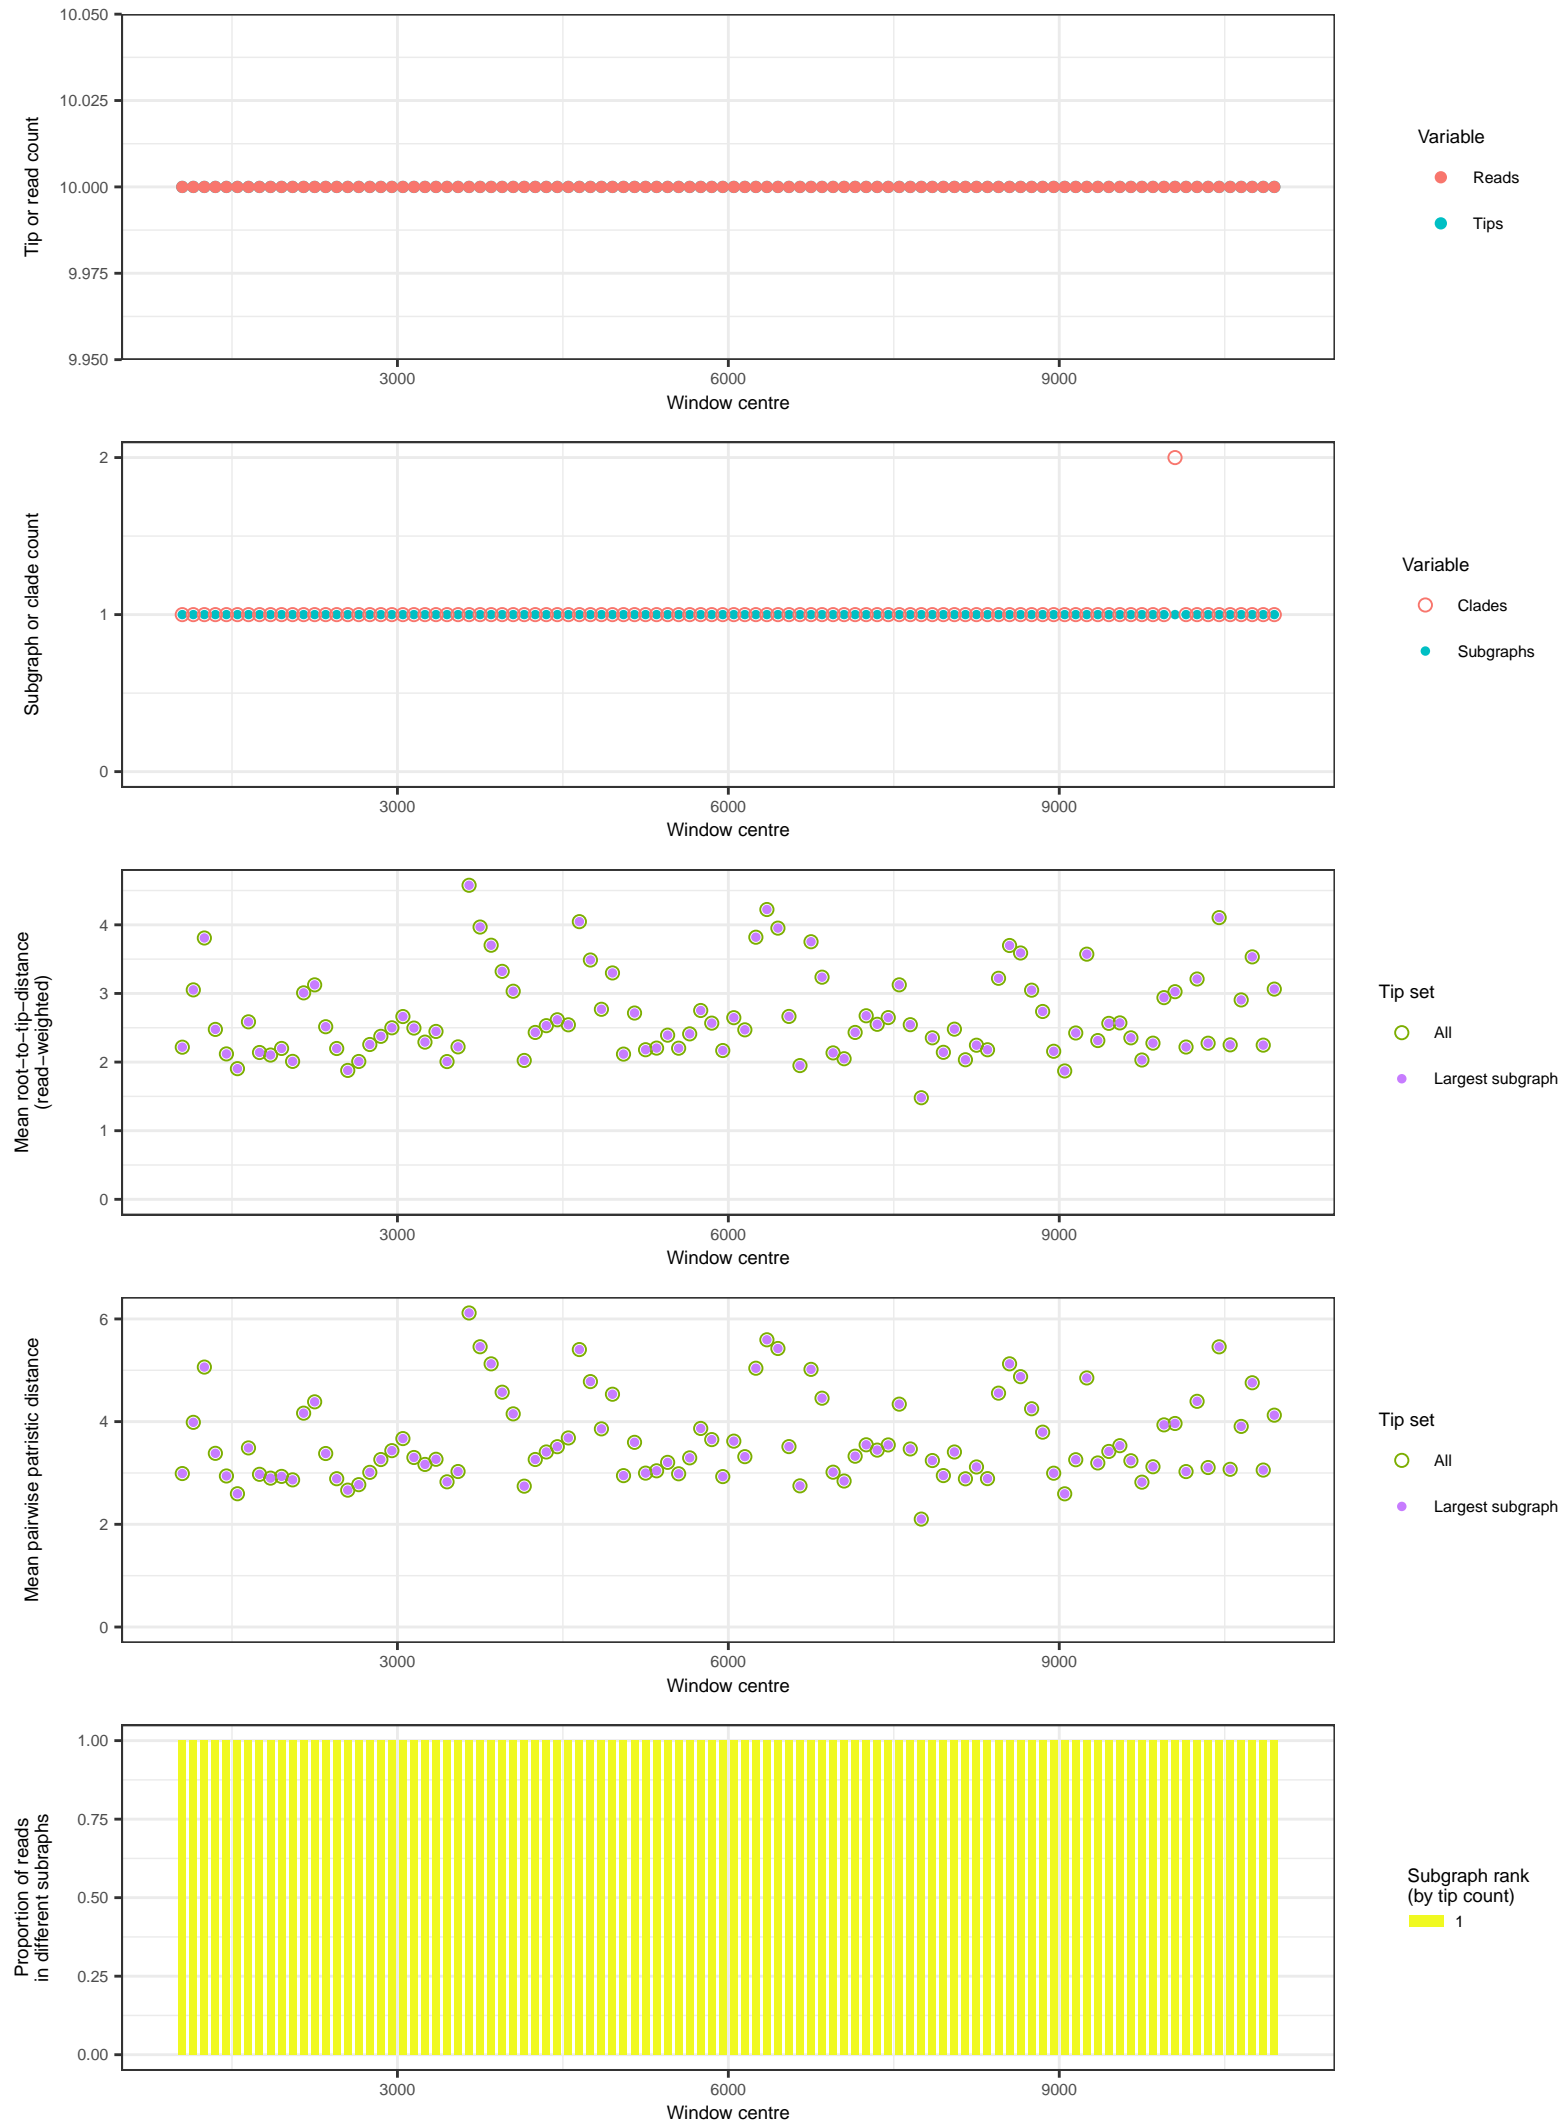 10.050
10.025
10.000
9.975
9.950
Tip or read count
3000 6000 9000
Window centre
Variable
Reads
Tips
2
1
0
Subgraph or clade count
3000 6000 9000
Window centre
Variable
Clades
Subgraphs
4
3
2
1
0
Mean root−to−tip−distance
(read−weighted)
3000 6000 9000
Window centre
Tip set
All
Largest subgraph
6
4
2
0
Mean pairwise patristic distance
3000 6000 9000
Window centre
Tip set
All
Largest subgraph
1.00
0.75
0.50
0.25
0.00
Proportion of reads
in different subraphs
3000 6000 9000
Window centre
Subgraph rank
(by tip count)
1